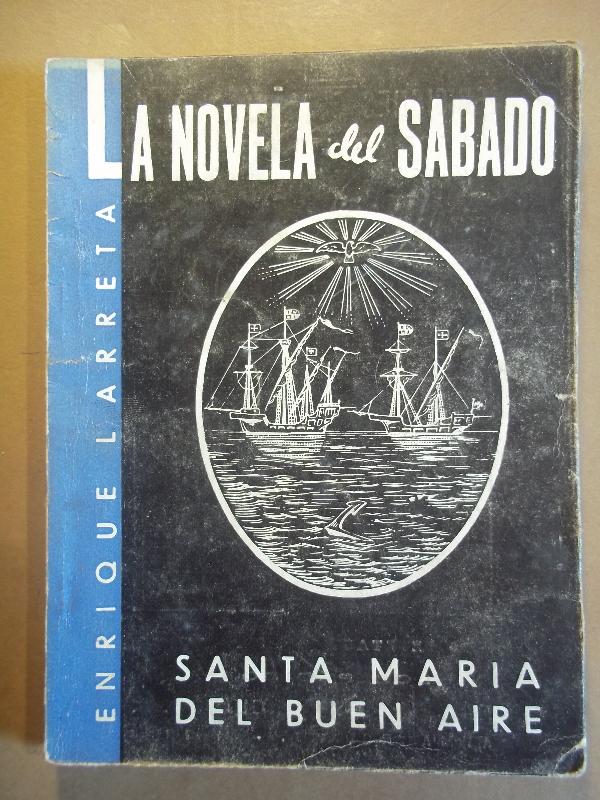 LA NOVELA del SABADO
ENRIQUE LARRETA
SANTA MARIA
DEL BUEN AIRE